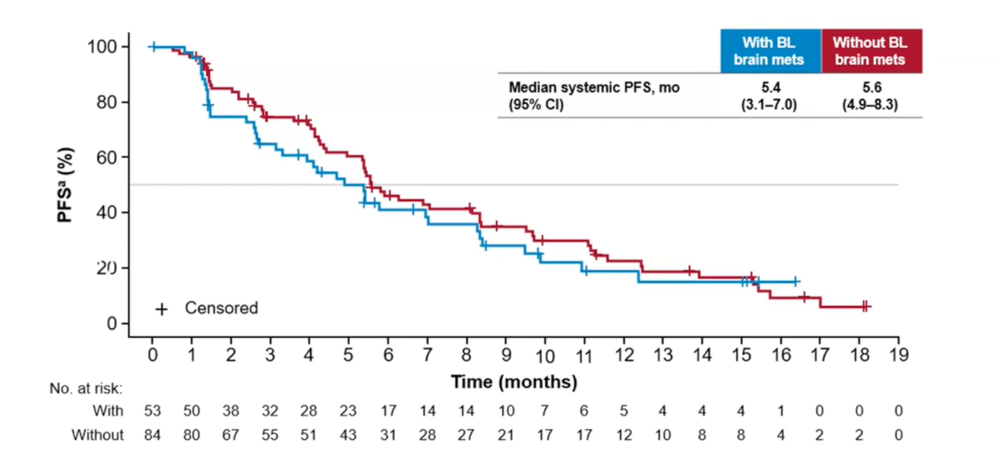 With BL Without BL
brain mets brain mets
Median systemic PFS, mo 5.4 5.6
(95% CI) (3.1–7.0) (4.9–8.3)
100
80
60
40
20
0
PFSª (%)
+ Censored
0 1 2 3 4 5 6 7 8 9 10 11 12 13 14 15 16 17 18 19
Time (months)
No. at risk:
With 53 50 38 32 28 23 17 14 14 10 7 6 5 4 4 4 1 0 0 0
Without 84 80 67 55 51 43 31 28 27 21 17 17 12 10 8 8 4 2 2 0